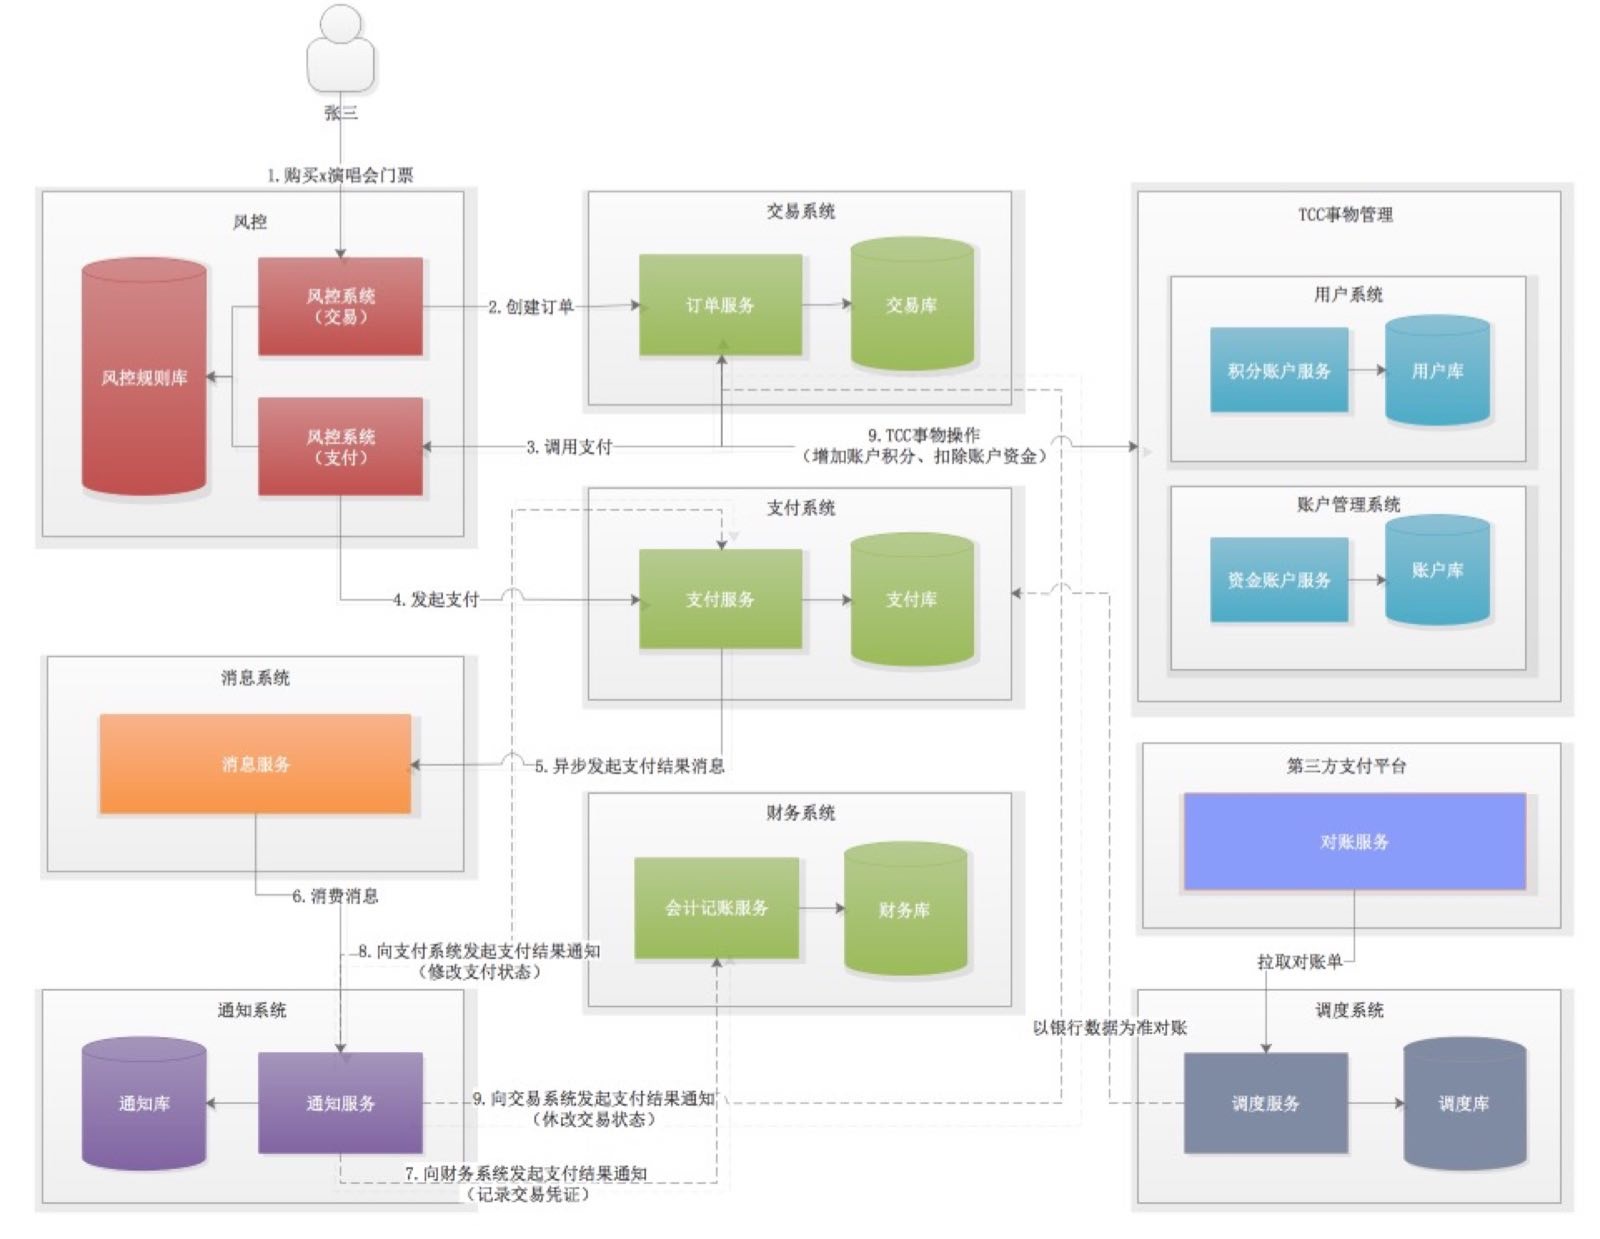 张三
1.购买x演唱会门票
风控
风控规则库
风控系统
（交易）
风控系统
（支付）
2.创建订单
3.调用支付
4.发起支付
交易系统
订单服务
交易库
9.TCC事物操作
（增加账户积分、扣除账户资金）
TCC事物管理
用户系统
积分账户服务
用户库
账户管理系统
资金账户服务
账户库
支付系统
支付服务
支付库
消息系统
消息服务
5.异步发起支付结果消息
6.消费消息
财务系统
会计记账服务
财务库
第三方支付平台
对账服务
拉取对账单
8.向支付系统发起支付结果通知
（修改支付状态）
通知系统
通知库
通知服务
9.向交易系统发起支付结果通知
（休改交易状态）
7.向财务系统发起支付结果通知
（记录交易凭证）
以银行数据为准对账
调度系统
调度服务
调度库